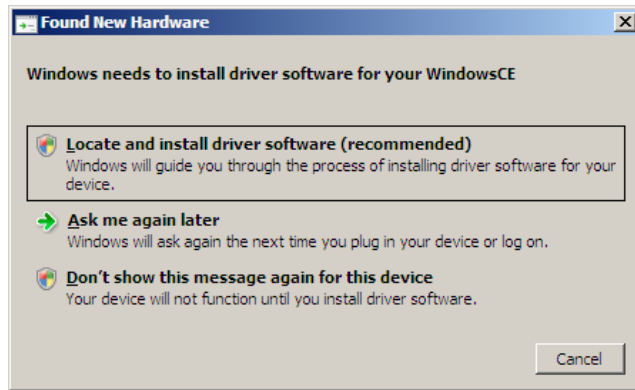 Found New Hardware
Windows needs to install driver software for your WindowsCE
Locate and install driver software (recommended)
Windows will guide you through the process of installing driver software for your
device.
Ask me again later
Windows will ask again the next time you plug in your device or log on.
Don't show this message again for this device
Your device will not function until you install driver software.
Cancel